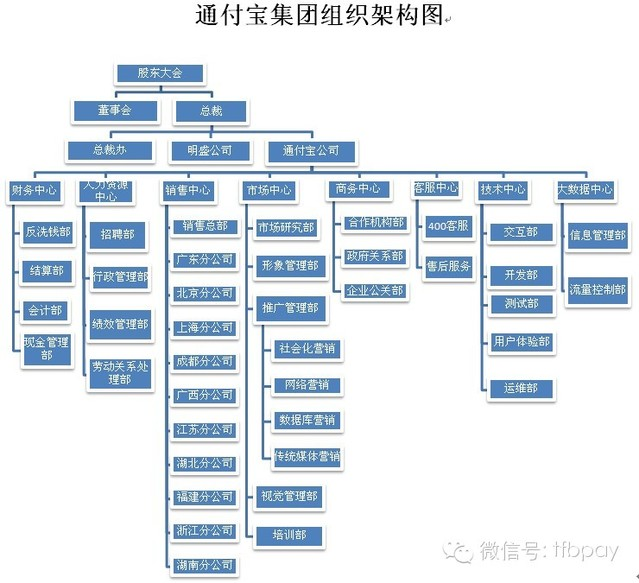 通付宝集团组织架构图
股东大会
董事会
总裁
总裁办
明盛公司
通付宝公司
财务中心
人力资源
中心
销售中心
市场中心
商务中心
客服中心
技术中心
大数据中心
反洗钱部
结算部
会计部
现金管理
部
招聘部
行政管理部
绩效管理部
劳动关系处
理部
销售总部
广东分公司
北京分公司
上海分公司
成都分公司
广西分公司
江苏分公司
湖北分公司
福建分公司
浙江分公司
湖南分公司
市场研究部
形象管理部
推广管理部
社会化营销
网络营销
数据库营销
传统媒体营销
视觉管理部
培训部
合作机构部
政府关系部
企业公关部
400客服
售后服务
交互部
开发部
测试部
用户体验部
运维部
信息管理部
流量控制部
微信号: tfbpay